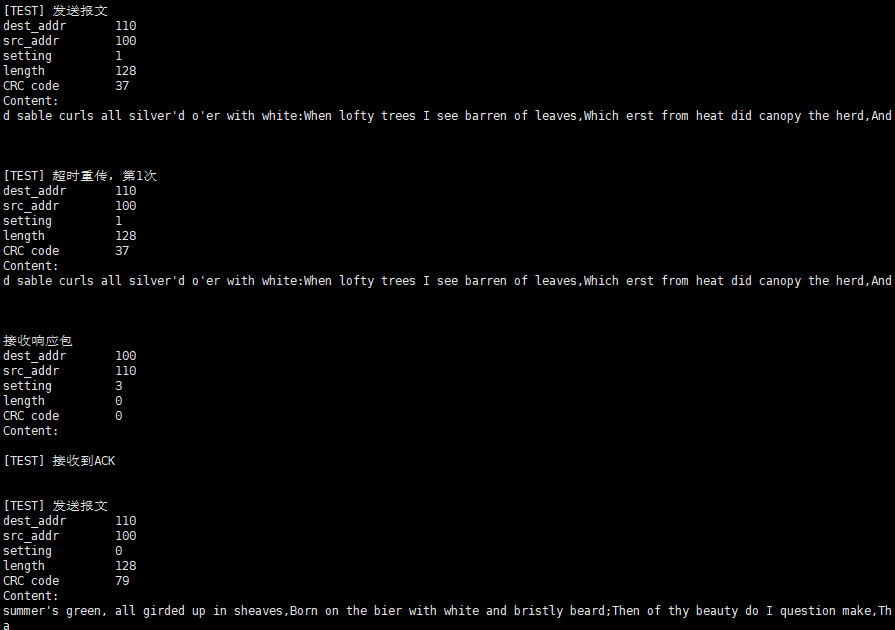 [TEST] 发送报文
dest_addr 110
src_addr 100
setting 1
length 128
CRC code 37
Content:
d sable curls all silver'd o'er with white:When lofty trees I see barren of leaves,Which erst from heat did canopy the herd,And
[TEST] 超时重传, 第1次
dest_addr 110
src_addr 100
setting 1
length 128
CRC code 37
Content:
d sable curls all silver'd o'er with white:When lofty trees I see barren of leaves,Which erst from heat did canopy the herd,And
接收响应包
dest_addr 100
src_addr 110
setting 3
length 0
CRC code 0
Content:
[TEST] 接收到ACK
[TEST] 发送报文
dest_addr 110
src_addr 100
setting 0
length 128
CRC code 79
Content:
summer's green, all girded up in sheaves,Born on the bier with white and bristly beard;Then of thy beauty do I question make,Th
a